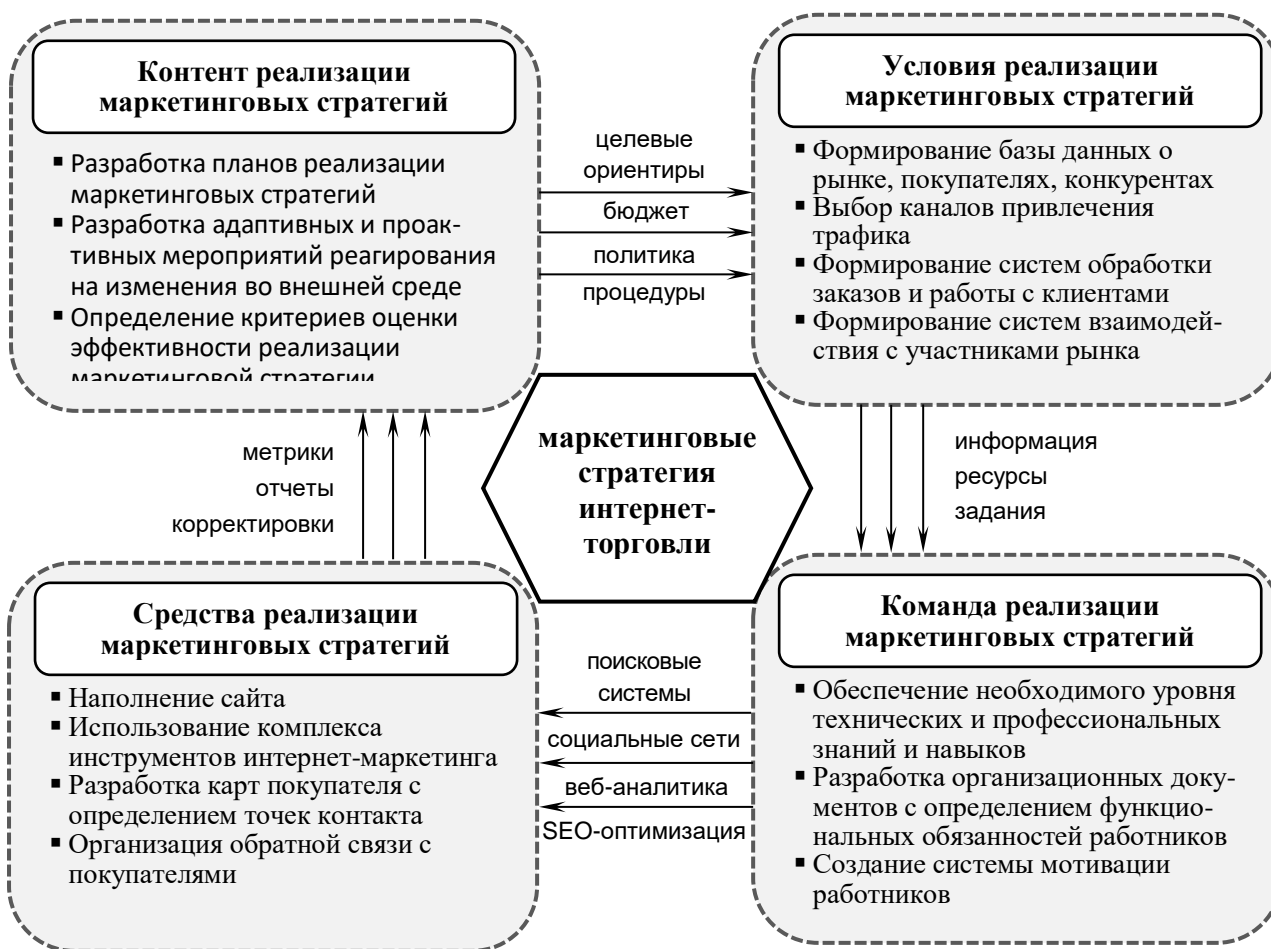 Контент реализации
маркетинговых стратегий
▪ Разработка планов реализации
маркетинговых стратегий
▪ Разработка адаптивных и проак-
тивных мероприятий реагирования
на изменения во внешней среде
▪ Определение критериев оценки
эффективности реализации
маркетинговой стратегии
целевые
ориентиры
бюджет
политика
процедуры
Условия реализации
маркетинговых стратегий
▪ Формирование базы данных о
рынке, покупателях, конкурентах
▪ Выбор каналов привлечения
трафика
▪ Формирование систем обработки
заказов и работы с клиентами
▪ Формирование систем взаимодей-
ствия с участниками рынка
метрики
отчеты
корректировки
маркетинговые
стратегия
интернет-
торговли
информация
ресурсы
задания
Средства реализации
маркетинговых стратегий
▪ Наполнение сайта
▪ Использование комплекса
инструментов интернет-маркетинга
▪ Разработка карт покупателя с
определением точек контакта
▪ Организация обратной связи с
покупателями
поисковые
системы
социальные сети
веб-аналитика
SEO-оптимизация
Команда реализации
маркетинговых стратегий
▪ Обеспечение необходимого уровня
технических и профессиональных
знаний и навыков
▪ Разработка организационных доку-
ментов с определением функцио-
нальных обязанностей работников
▪ Создание системы мотивации
работников